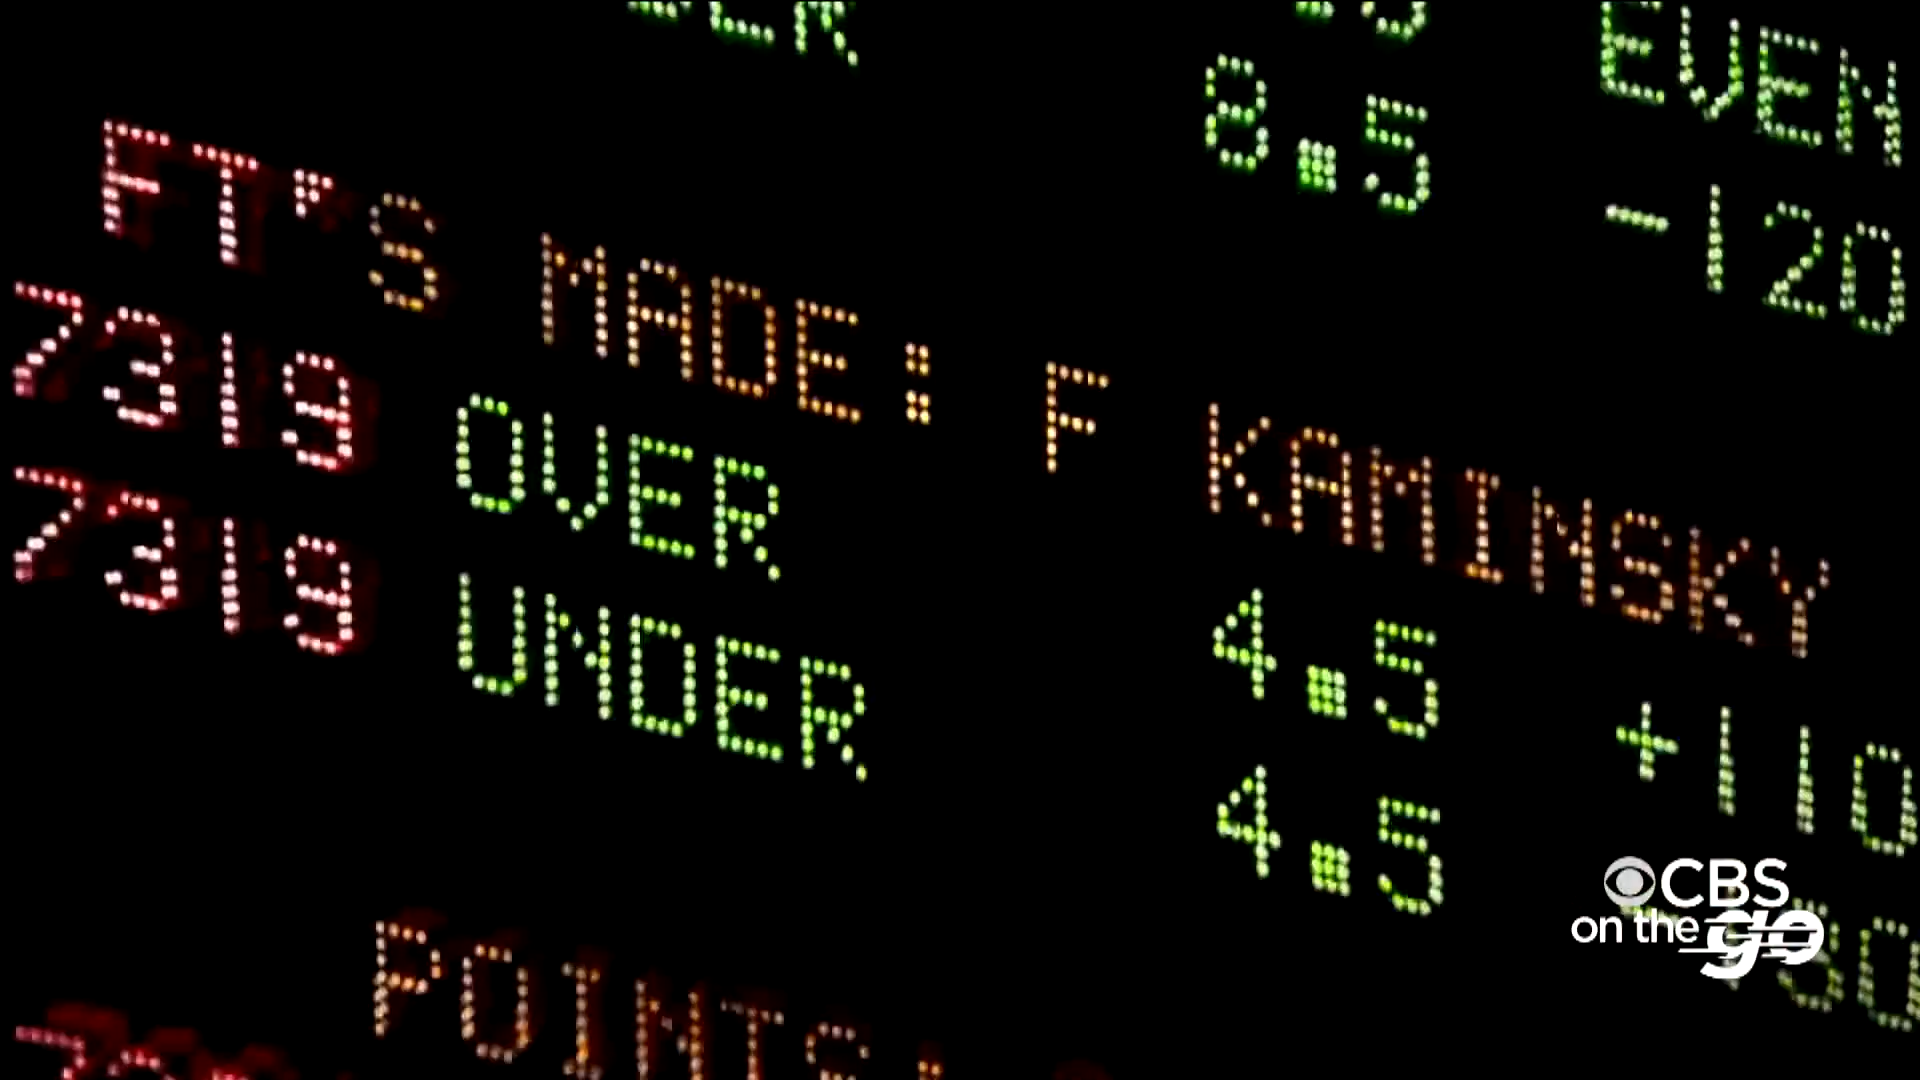 EVEN
8.5 -120
FT'S MADE: F KAMINSKY
7319 OVER 4.5 +110
7319 UNDER 4.5
POINTS:
CBS
on the go